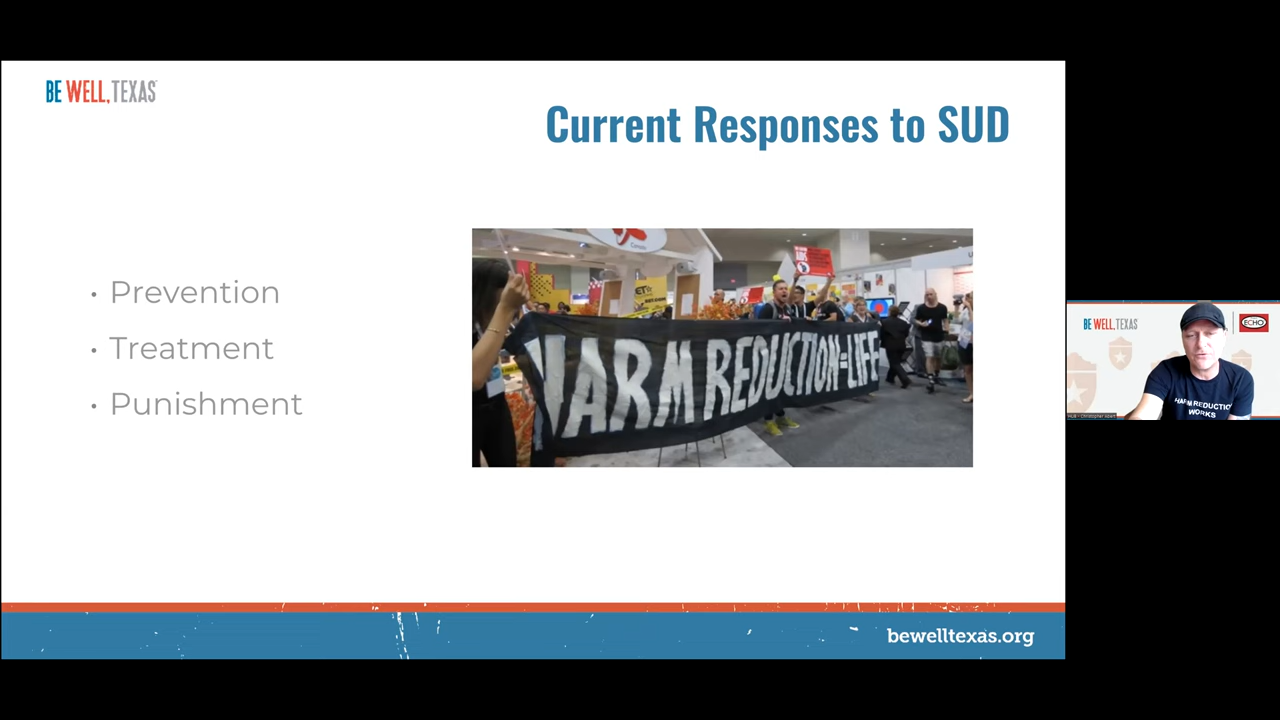 BE WELL, TEXAS
Current Responses to SUD
• Prevention
• Treatment
• Punishment
HARM REDUCTION=LIFE
bewelltexas.org
BE WELL, TEXAS
ECHO
HARM REDUCTION
WORKS